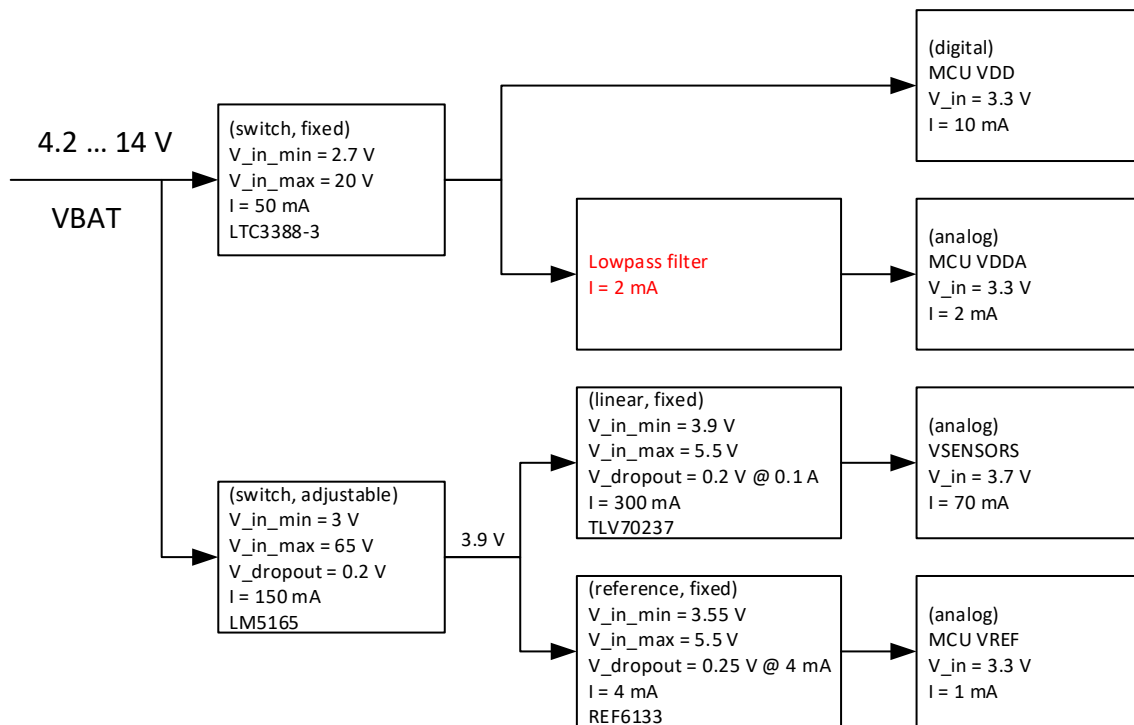 4.2 … 14 V
VBAT
(switch, fixed)
V_in_min = 2.7 V
V_in_max = 20 V
I = 50 mA
LTC3388-3
(digital)
MCU VDD
V_in = 3.3 V
I = 10 mA
Lowpass filter
I = 2 mA
(analog)
MCU VDDA
V_in = 3.3 V
I = 2 mA
(switch, adjustable)
V_in_min = 3 V
V_in_max = 65 V
V_dropout = 0.2 V
I = 150 mA
LM5165
3.9 V
(linear, fixed)
V_in_min = 3.9 V
V_in_max = 5.5 V
V_dropout = 0.2 V @ 0.1 A
I = 300 mA
TLV70237
(analog)
VSENSORS
V_in = 3.7 V
I = 70 mA
(reference, fixed)
V_in_min = 3.55 V
V_in_max = 5.5 V
V_dropout = 0.25 V @ 4 mA
I = 4 mA
REF6133
(analog)
MCU VREF
V_in = 3.3 V
I = 1 mA